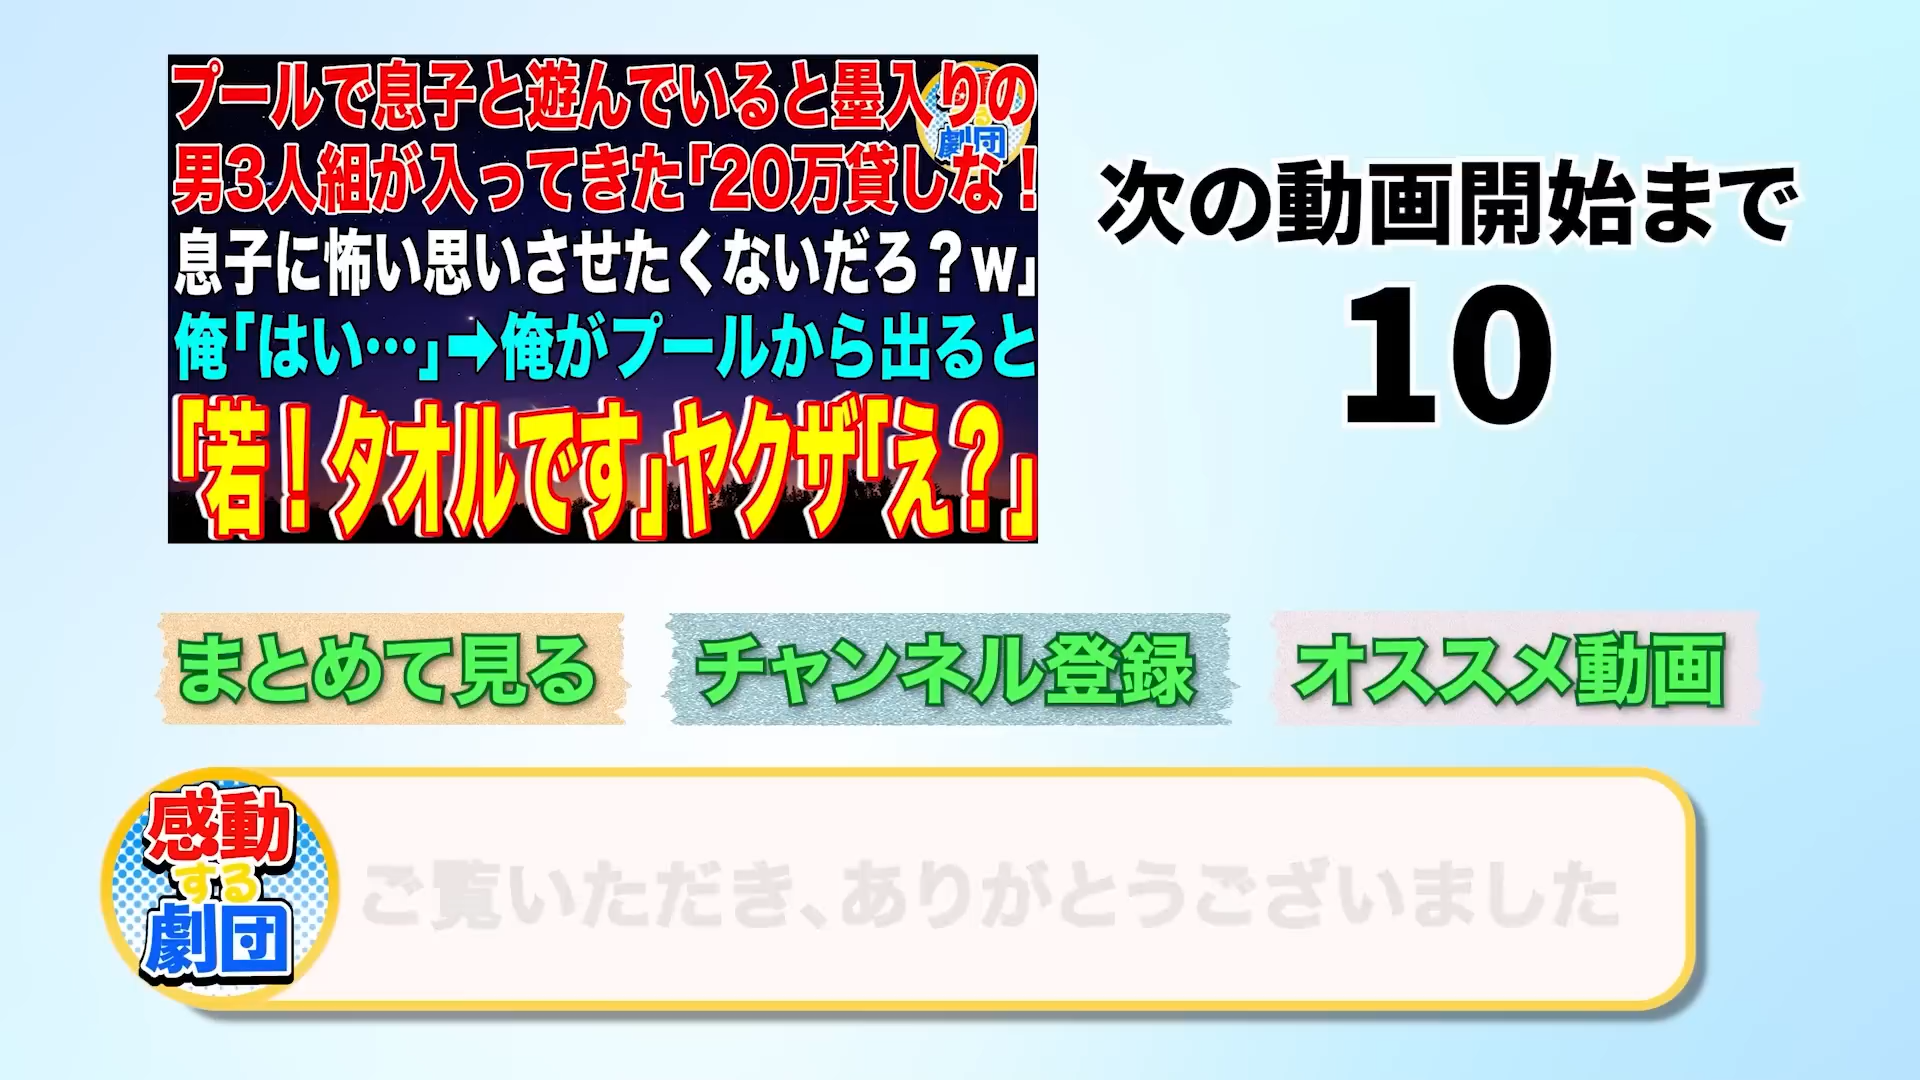 プールで息子と遊んでいると墨入りの
男3人組が入ってきた「20万貸しな！
息子に怖い思いさせたくないだろ？w」
俺「はい…」➡俺がプールから出ると
「若！タオルです」ヤクザ「え？」
劇団
次の動画開始まで
10
まとめて見る
チャンネル登録
オススメ動画
感動
する
劇団
ご覧いただき、ありがとうございました